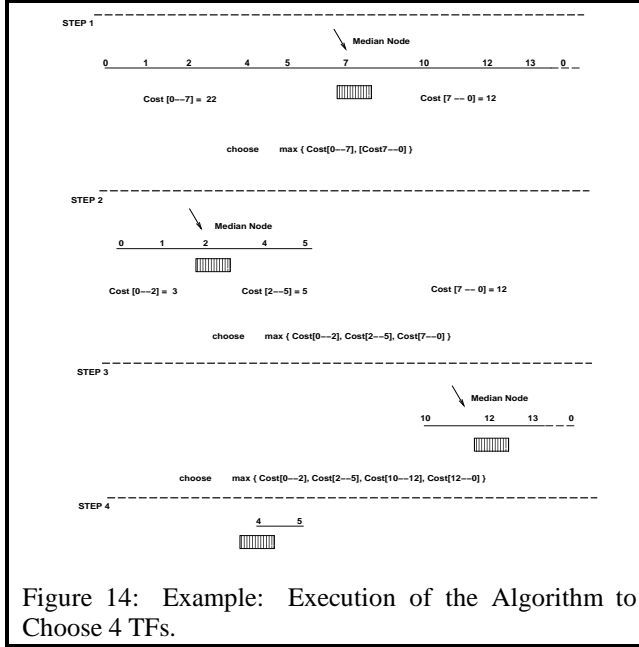 STEP 1
Median Node
0 1 2 4 5 7 10 12 13 0
Cost [0−−7] = 22 Cost [7 −− 0] = 12
choose max { Cost[0−−7], [Cost7−−0] }
STEP 2
Median Node
0 1 2 4 5
Cost [0−−2] = 3 Cost [2−−5] = 5 Cost [7 −− 0] = 12
choose max { Cost[0−−2], Cost[2−−5], Cost[7−−0] }
STEP 3
Median Node
10 12 13 0
choose max { Cost[0−−2], Cost[2−−5], Cost[10−−12], Cost[12−−0] }
STEP 4
4 5
Figure 14: Example: Execution of the Algorithm to
Choose 4 TFs.